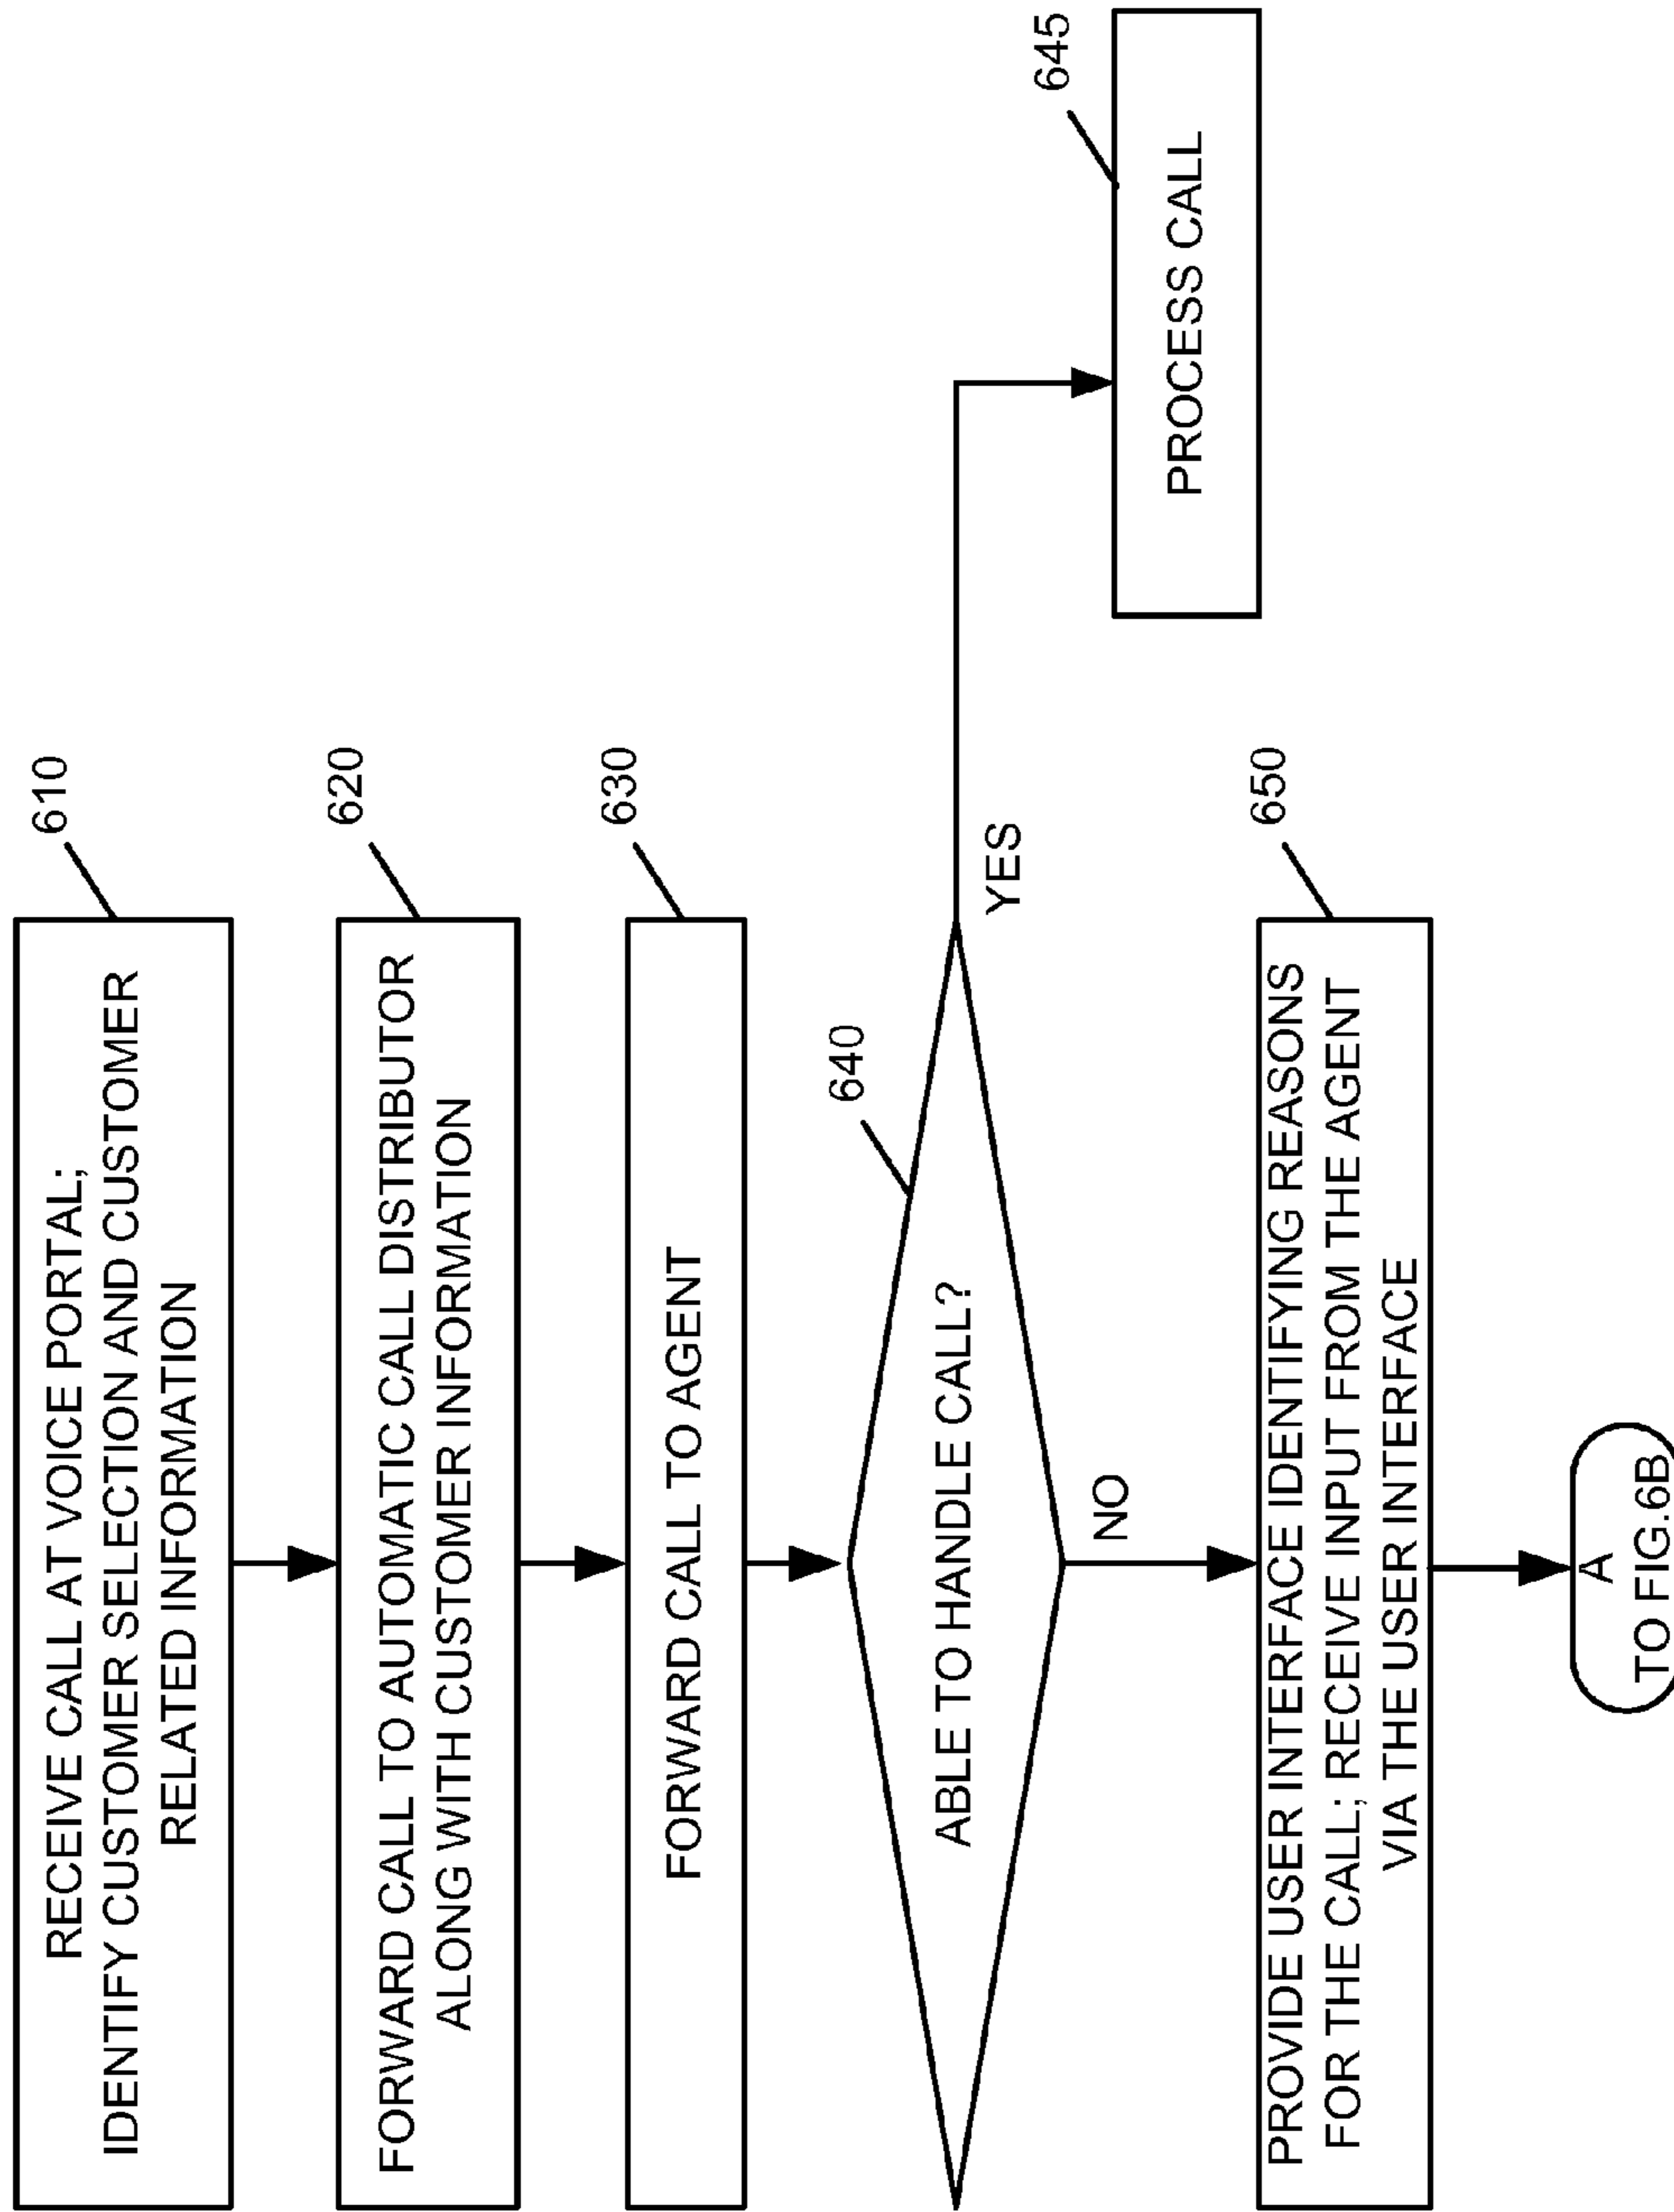 RECEIVE CALL AT VOICE PORTAL;
IDENTIFY CUSTOMER SELECTION AND CUSTOMER
RELATED INFORMATION
610
FORWARD CALL TO AUTOMATIC CALL DISTRIBUTOR
ALONG WITH CUSTOMER INFORMATION
620
FORWARD CALL TO AGENT
630
ABLE TO HANDLE CALL?
640
YES
PROCESS CALL
645
NO
PROVIDE USER INTERFACE IDENTIFYING REASONS
FOR THE CALL; RECEIVE INPUT FROM THE AGENT
VIA THE USER INTERFACE
650
A
TO FIG.6B